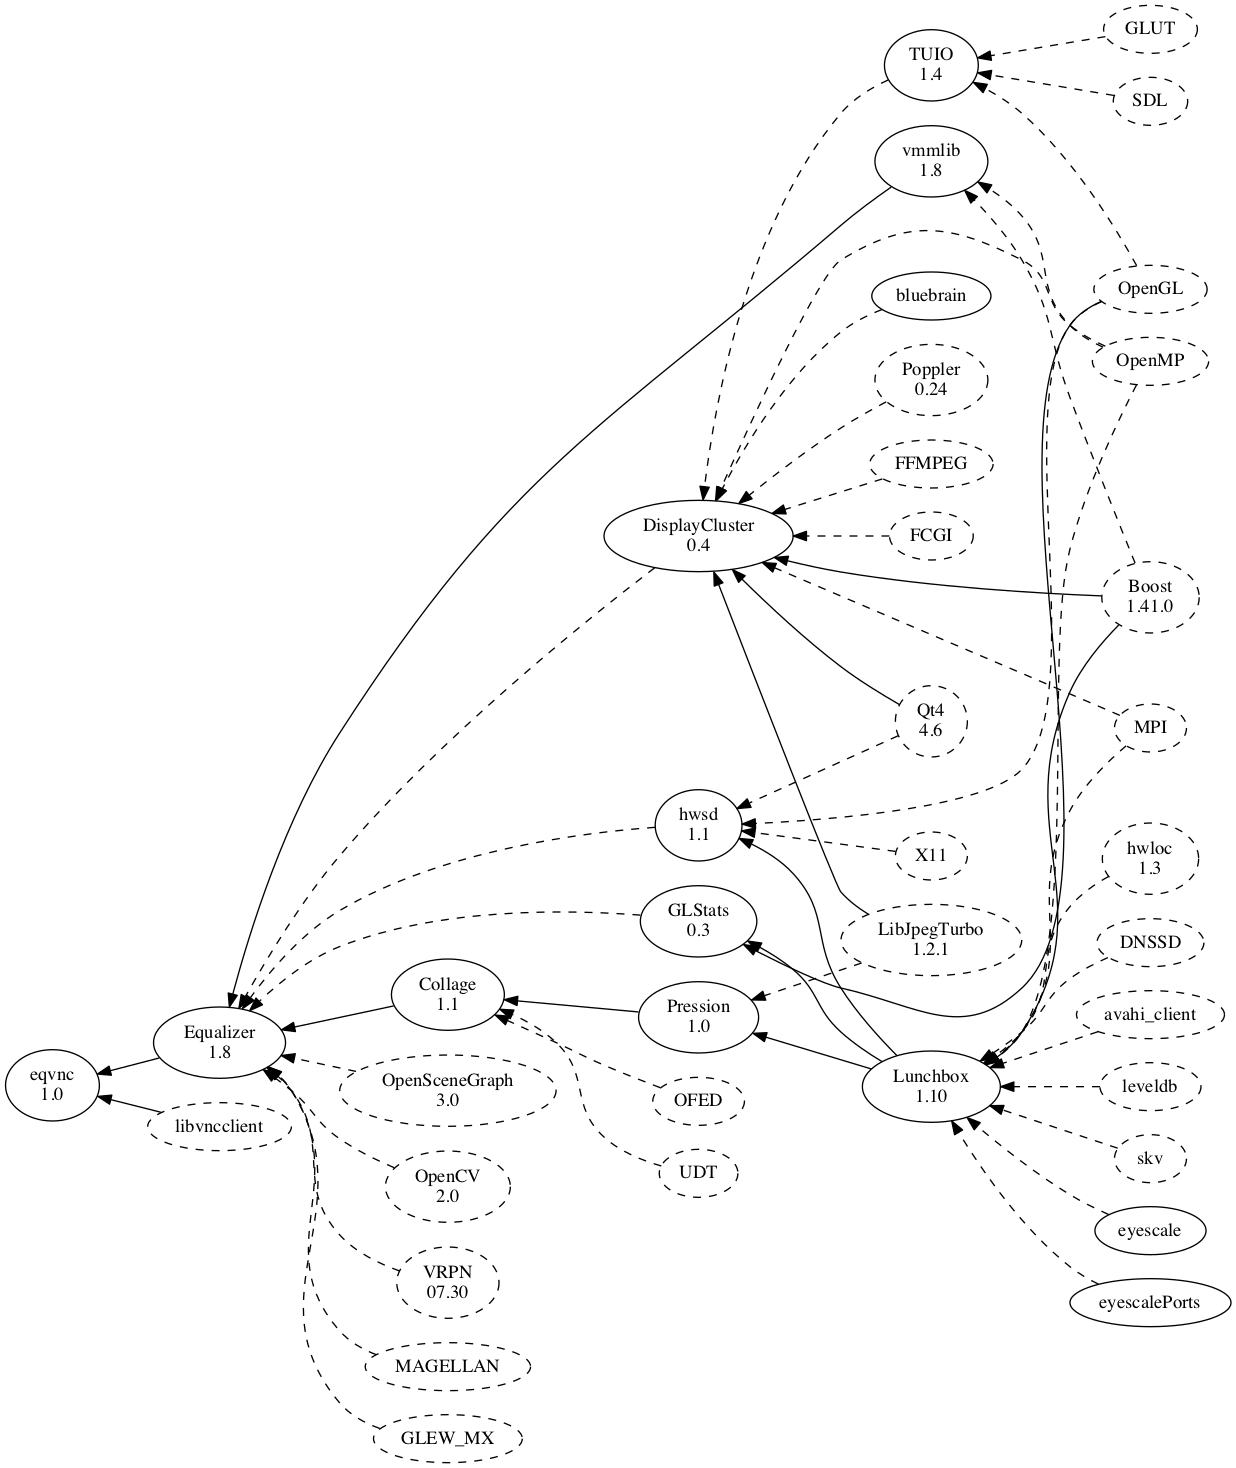 GLUT
TUIO
1.4
SDL
vmmlib
1.8
OpenGL
bluebrain
OpenMP
Poppler
0.24
FFMPEG
DisplayCluster
0.4
FCGI
Boost
1.41.0
Qt4
4.6
MPI
hwsd
1.1
X11
hwloc
1.3
GLStats
0.3
LibJpegTurbo
1.2.1
DNSSD
Collage
1.1
Pression
1.0
avahi_client
Equalizer
1.8
eqvnc
1.0
OpenSceneGraph
3.0
OFED
Lunchbox
1.10
leveldb
libvncclient
OpenCV
2.0
UDT
skv
eyescale
VRPN
07.30
eyescalePorts
MAGELLAN
GLEW_MX